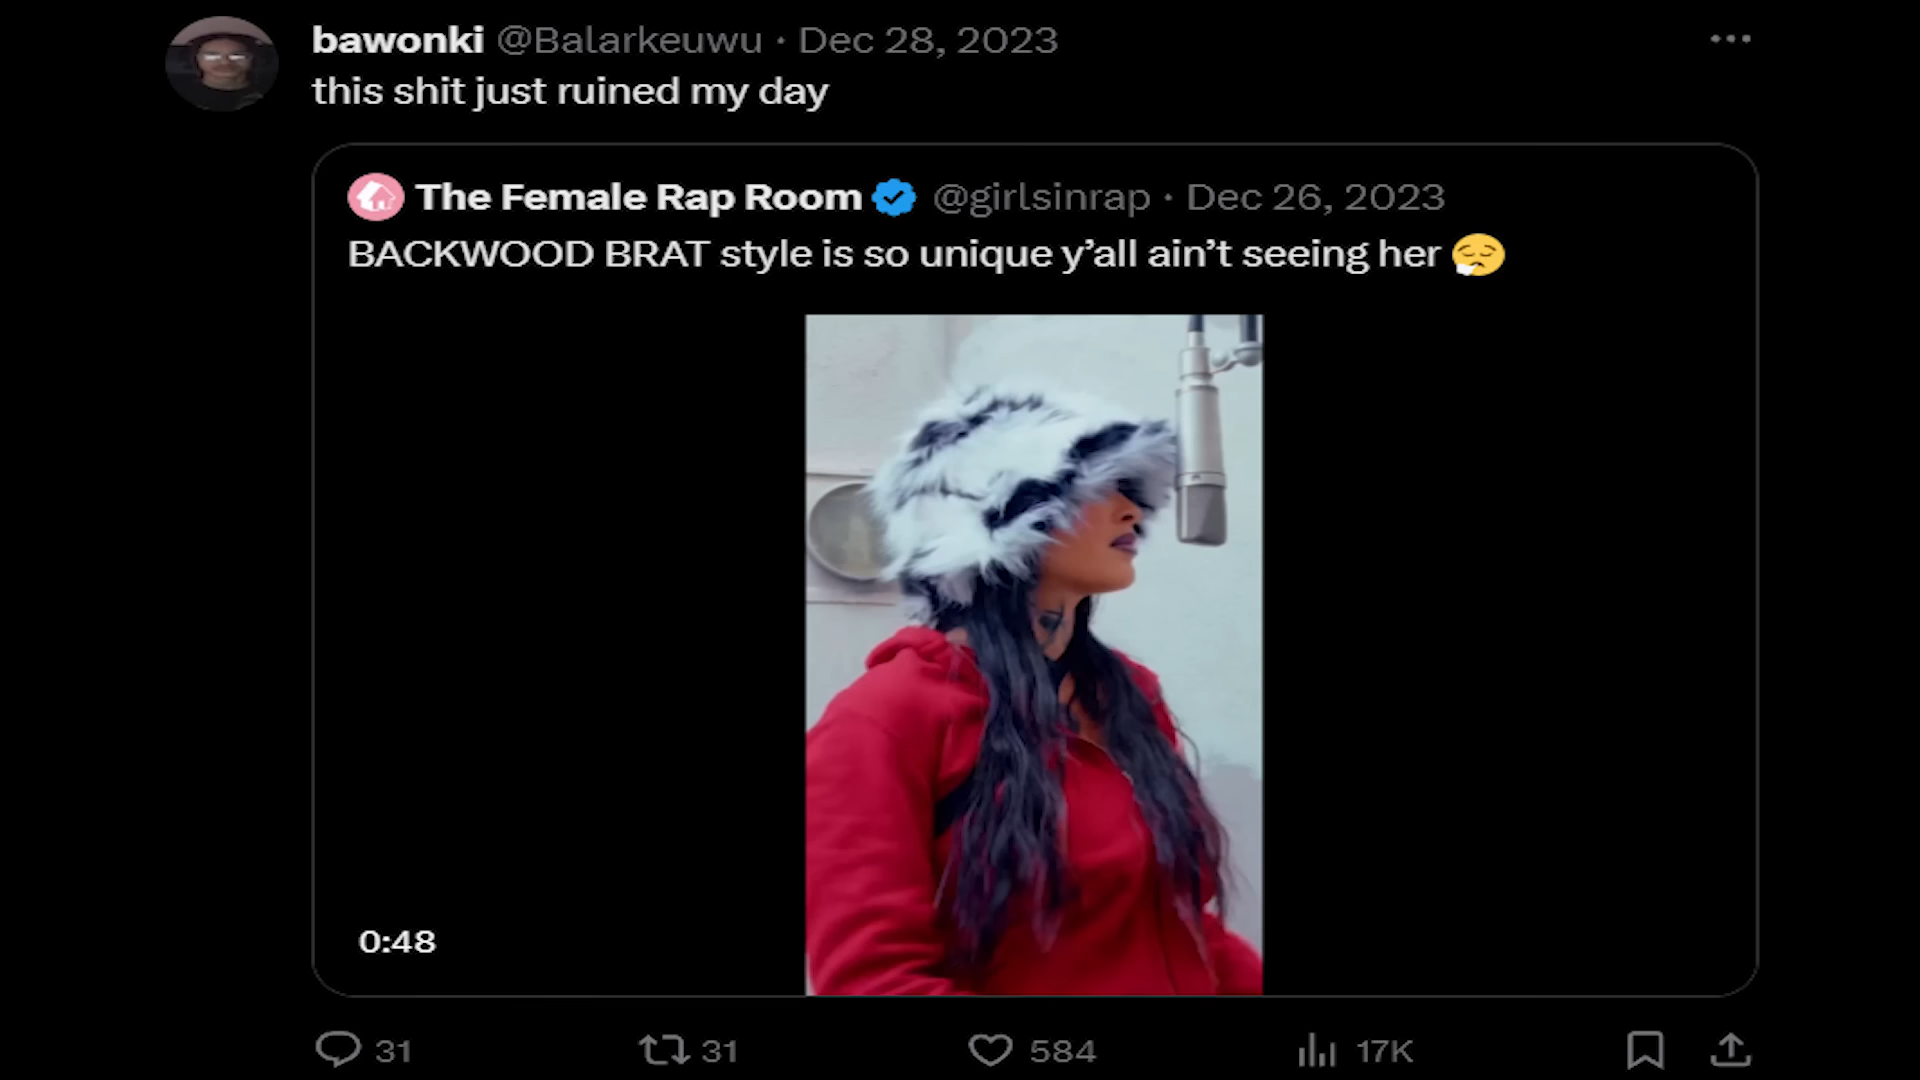 bawonki @Balarkeuwu · Dec 28, 2023
this shit just ruined my day
The Female Rap Room @girlsinrap · Dec 26, 2023
BACKWOOD BRAT style is so unique y’all ain’t seeing her 😮‍💨
0:48
31 31 584 17K